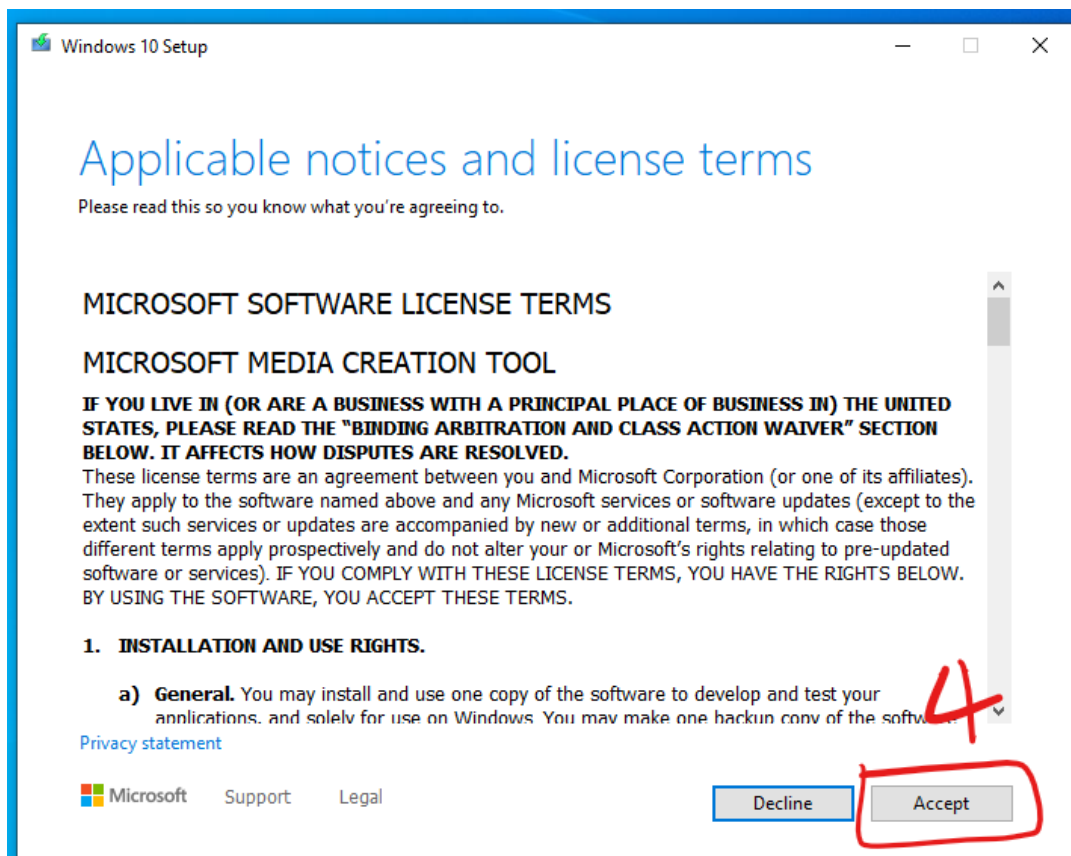 Windows 10 Setup
Applicable notices and license terms
Please read this so you know what you're agreeing to.
MICROSOFT SOFTWARE LICENSE TERMS
MICROSOFT MEDIA CREATION TOOL
IF YOU LIVE IN (OR ARE A BUSINESS WITH A PRINCIPAL PLACE OF BUSINESS IN) THE UNITED
STATES, PLEASE READ THE “BINDING ARBITRATION AND CLASS ACTION WAIVER” SECTION
BELOW. IT AFFECTS HOW DISPUTES ARE RESOLVED.
These license terms are an agreement between you and Microsoft Corporation (or one of its affiliates).
They apply to the software named above and any Microsoft services or software updates (except to the
extent such services or updates are accompanied by new or additional terms, in which case those
different terms apply prospectively and do not alter your or Microsoft’s rights relating to pre-updated
software or services). IF YOU COMPLY WITH THESE LICENSE TERMS, YOU HAVE THE RIGHTS BELOW.
BY USING THE SOFTWARE, YOU ACCEPT THESE TERMS.
1. INSTALLATION AND USE RIGHTS.
a) General. You may install and use one copy of the software to develop and test your
applications, and solely for use on Windows. You may make one backup copy of the software,
4
Privacy statement
Microsoft Support Legal Decline Accept